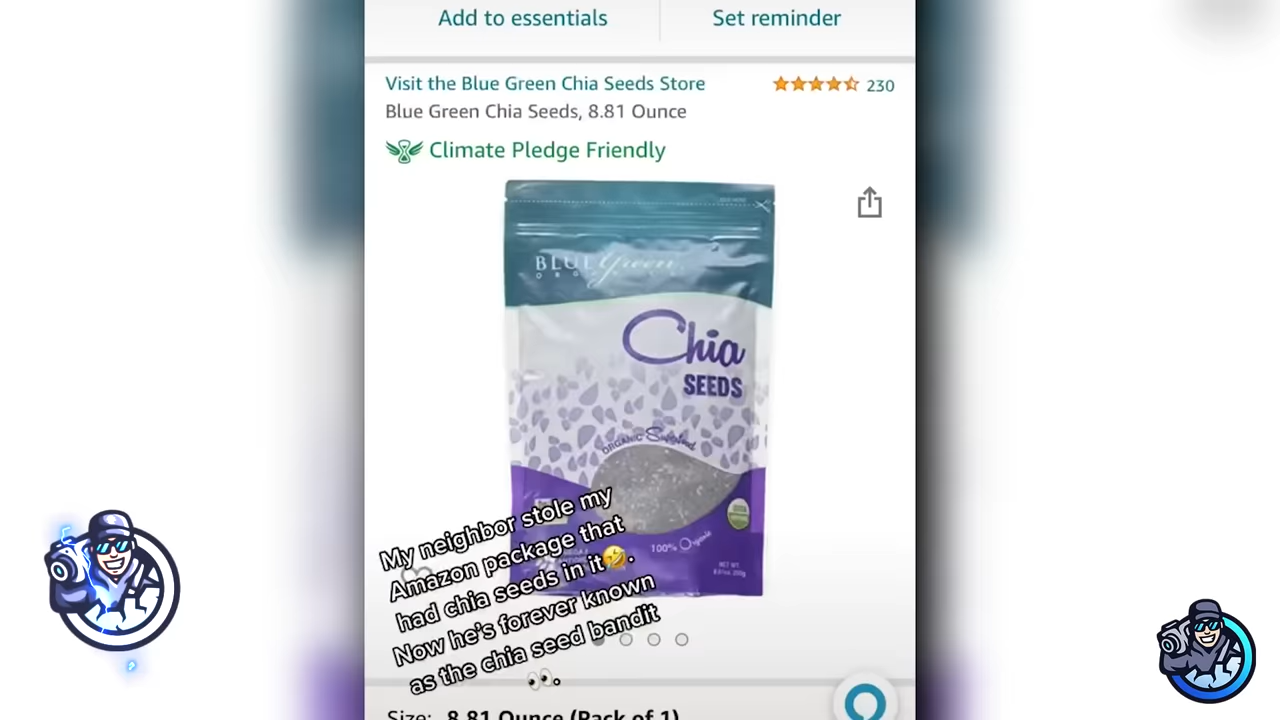 Add to essentials
Set reminder
Visit the Blue Green Chia Seeds Store
230
Blue Green Chia Seeds, 8.81 Ounce
Climate Pledge Friendly
BLUE green
Chia
SEEDS
ORGANIC Superfood
100% Organic
NET WT
My neighbor stole my
Amazon package that
had chia seeds in it🤣.
Now he's forever known
as the chia seed bandit
👀.
Size: 8.81 Ounce (Pack of 1)